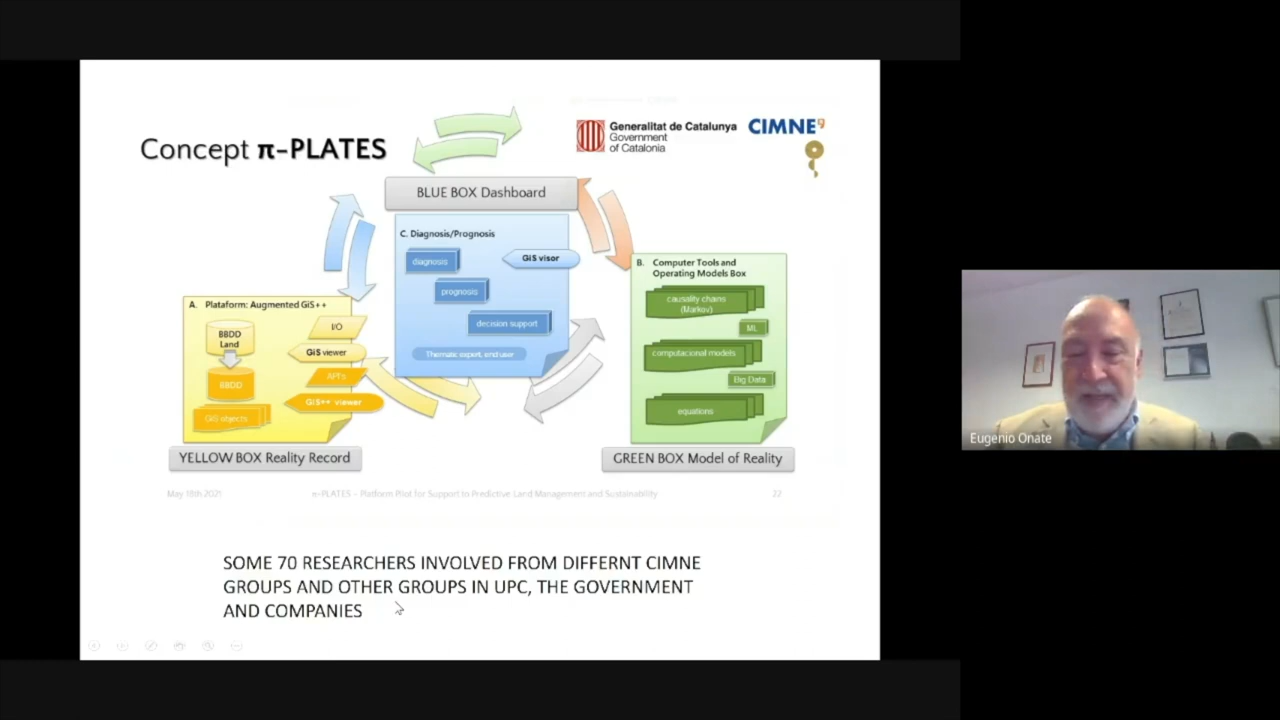 Concept π-PLATES
Generalitat de Catalunya
Government
of Catalonia
CIMNE9
BLUE BOX Dashboard
C. Diagnosis/Prognosis
diagnosis
GiS visor
prognosis
decision support
Thematic expert, end user
A. Plataform: Augmented GiS++
BBDD
Land
I/O
GiS viewer
BBDD
APPs
GIS++ viewer
GIS objects
YELLOW BOX Reality Record
B. Computer Tools and
Operating Models Box
causality chains
(Markov)
ML
computacional models
Big Data
equations
GREEN BOX Model of Reality
May 18th 2021
π-PLATES – Platform Pilot for Support to Predictive Land Management and Sustainability
22
SOME 70 RESEARCHERS INVOLVED FROM DIFFERNT CIMNE
GROUPS AND OTHER GROUPS IN UPC, THE GOVERNMENT
AND COMPANIES
Eugenio Onate